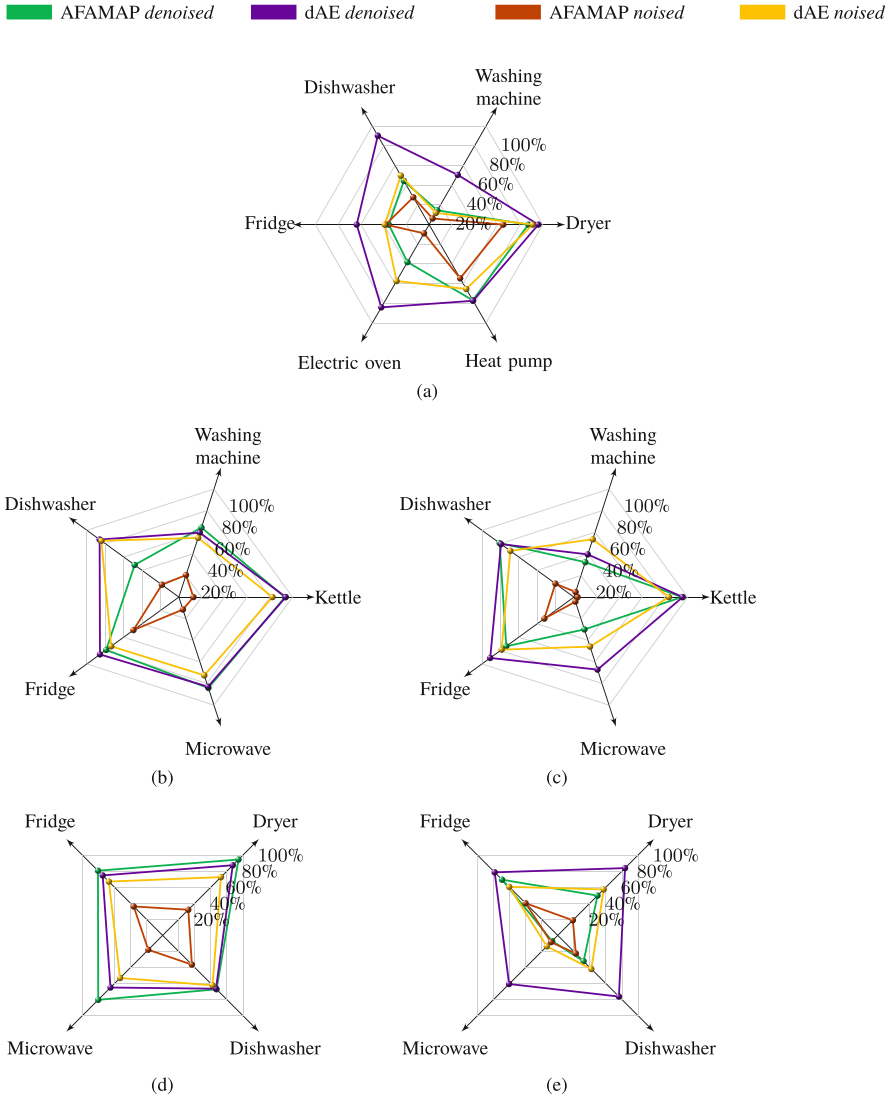 AFAMAP denoised dAE denoised AFAMAP noised dAE noised
Washing
machine
Dishwasher
100%
80%
60%
40%
20%
Fridge
Dryer
Electric oven
Heat pump
(a)
Washing
machine
Dishwasher
100%
80%
60%
40%
20%
Kettle
Fridge
Microwave
(b)
Washing
machine
Dishwasher
100%
80%
60%
40%
20%
Kettle
Fridge
Microwave
(c)
Fridge
Dryer
100%
80%
60%
40%
20%
Microwave
Dishwasher
(d)
Fridge
Dryer
100%
80%
60%
40%
20%
Microwave
Dishwasher
(e)